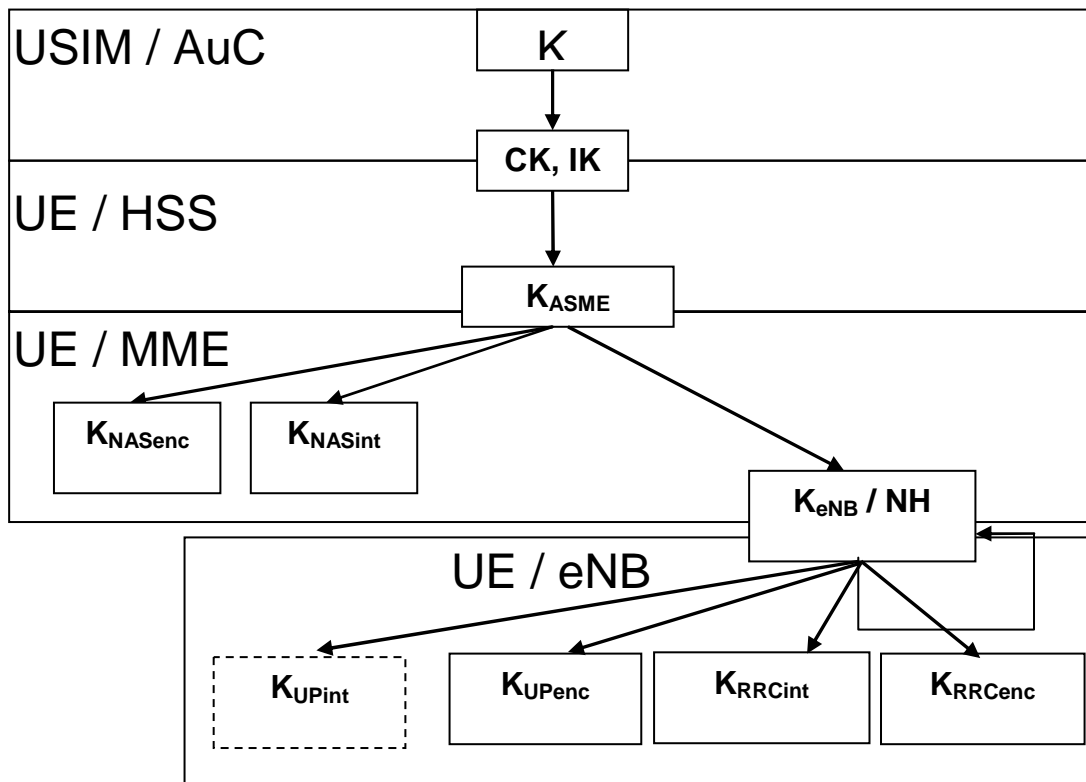 USIM / AuC
K
CK, IK
UE / HSS
KASME
UE / MME
KNASenc
KNASint
KeNB / NH
UE / eNB
KUPint
KUPenc
KRRCint
KRRCenc